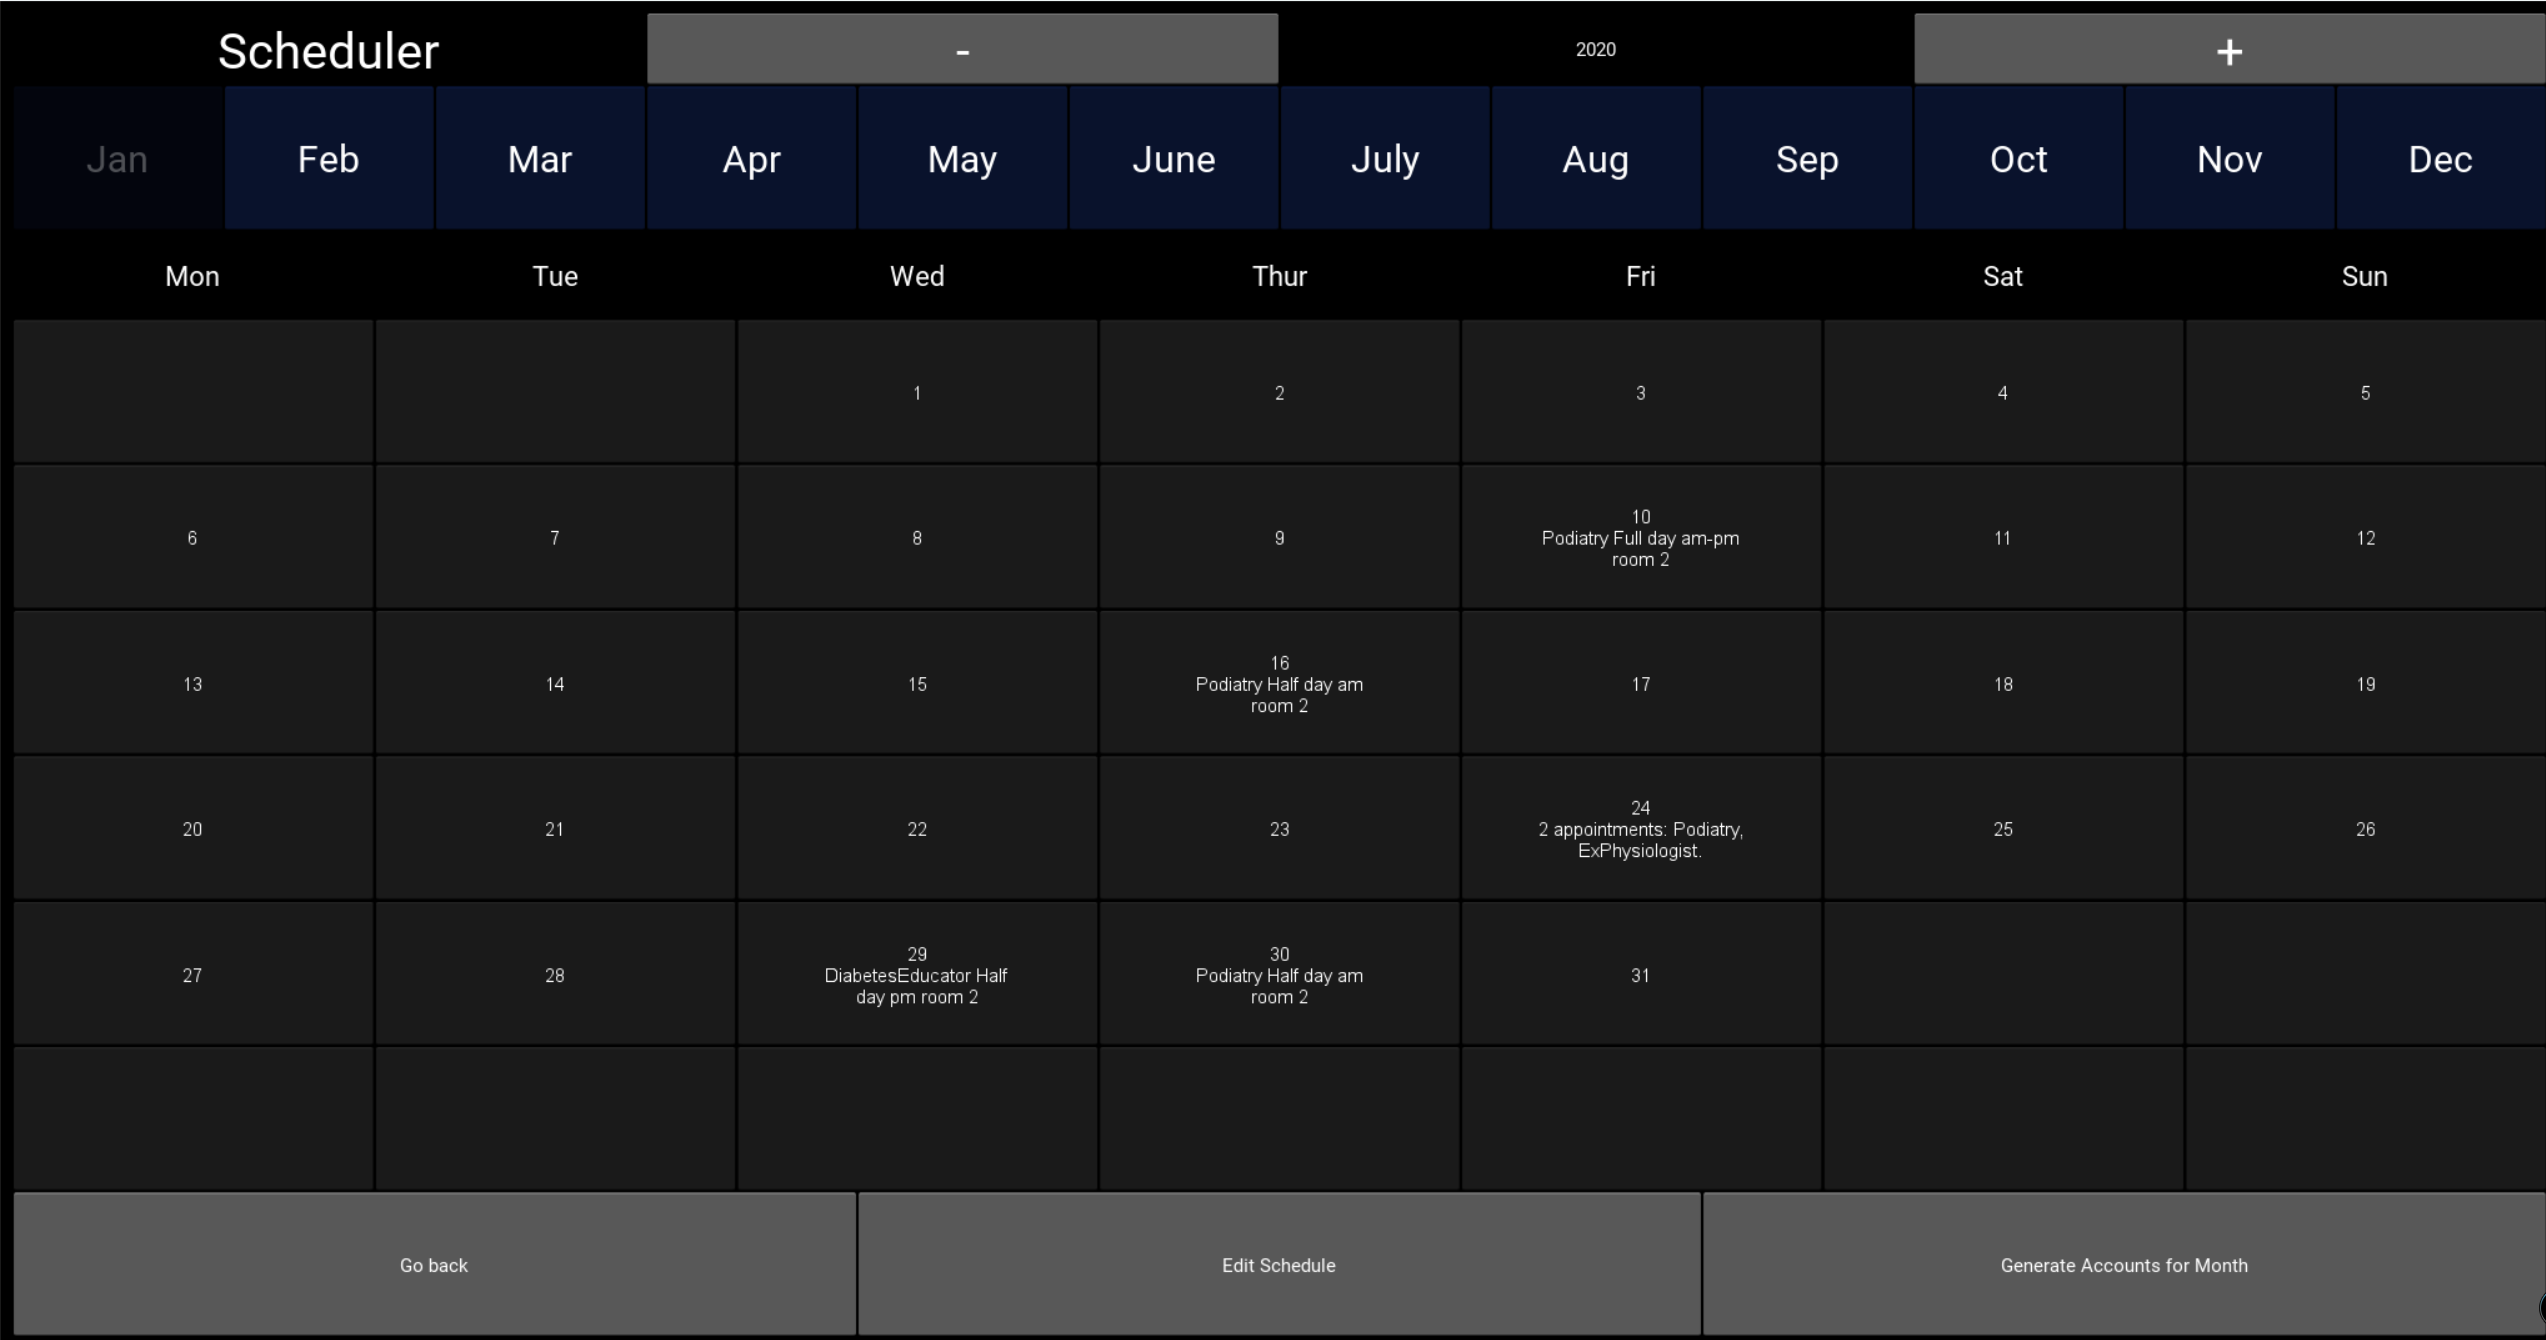 Scheduler - 2020 +
Jan Feb Mar Apr May June July Aug Sep Oct Nov Dec
Mon Tue Wed Thur Fri Sat Sun
1 2 3 4 5
6 7 8 9
10
Podiatry Full day am-pm
room 2
11 12
13 14 15
16
Podiatry Half day am
room 2
17 18 19
20 21 22 23
24
2 appointments: Podiatry,
ExPhysiologist.
25 26
27 28
29
DiabetesEducator Half
day pm room 2
30
Podiatry Half day am
room 2
31
Go back Edit Schedule Generate Accounts for Month